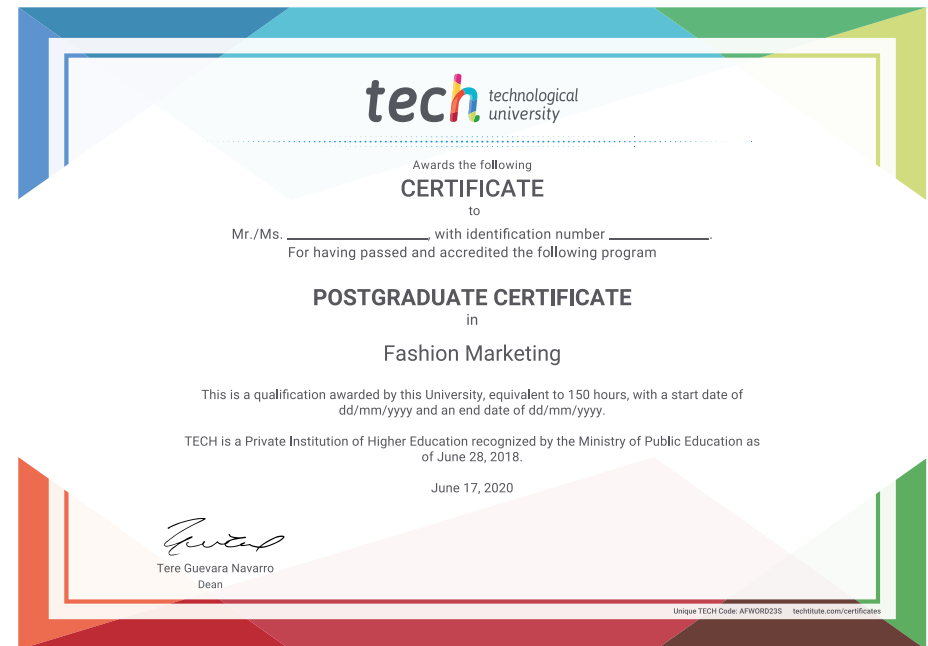 tech technological
university
Awards the following
CERTIFICATE
to
Mr./Ms. ____________________, with identification number ______________.
For having passed and accredited the following program
POSTGRADUATE CERTIFICATE
in
Fashion Marketing
This is a qualification awarded by this University, equivalent to 150 hours, with a start date of
dd/mm/yyyy and an end date of dd/mm/yyyy.
TECH is a Private Institution of Higher Education recognized by the Ministry of Public Education as
of June 28, 2018.
June 17, 2020
Tere Guevara Navarro
Dean
Unique TECH Code: AFWORD23S techtitute.com/certificates